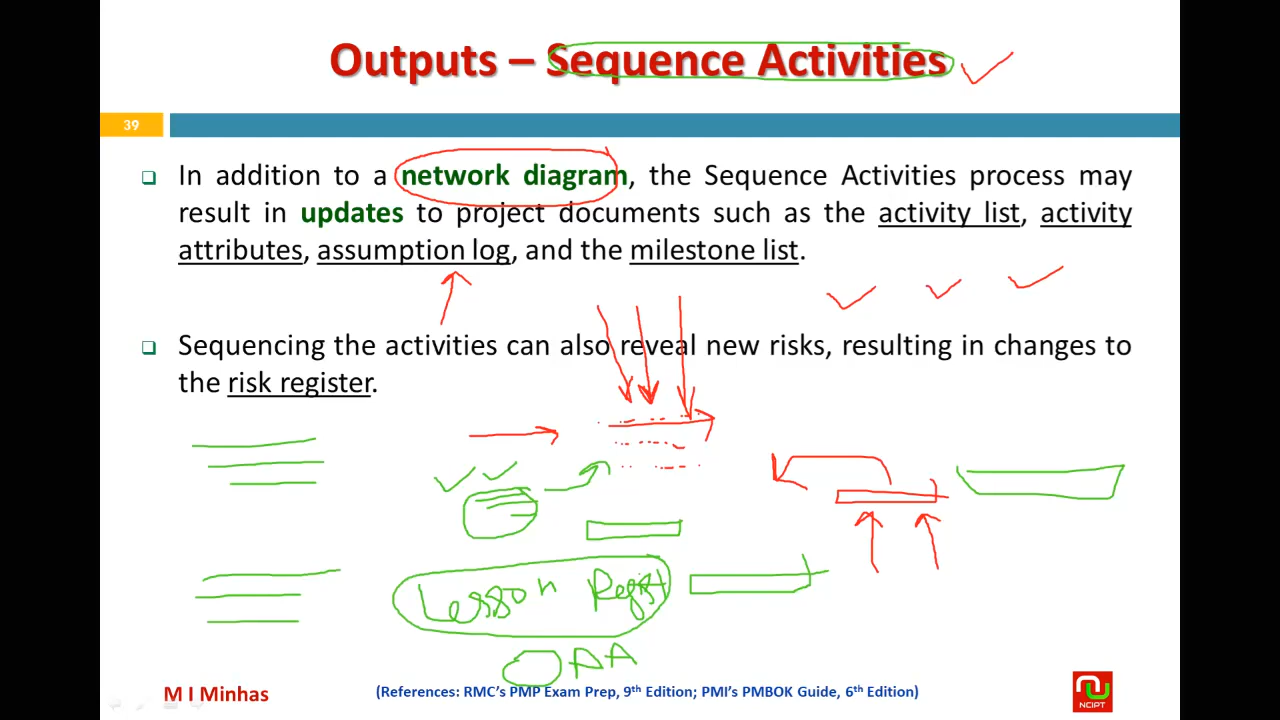 Outputs – Sequence Activities
39
In addition to a network diagram, the Sequence Activities process may
result in updates to project documents such as the activity list, activity
attributes, assumption log, and the milestone list.
Sequencing the activities can also reveal new risks, resulting in changes to
the risk register.
Lesson Regist
OAA
M I Minhas
(References: RMC's PMP Exam Prep, 9th Edition; PMI's PMBOK Guide, 6th Edition)
NCIPT